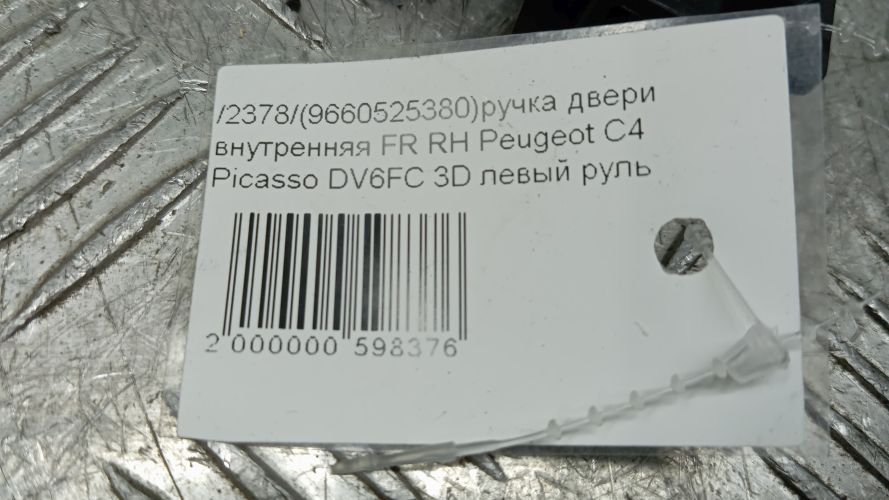 /2378/(9660525380)ручка двери
внутренняя FR RH Peugeot C4
Picasso DV6FC 3D левый руль
2 000000 598376